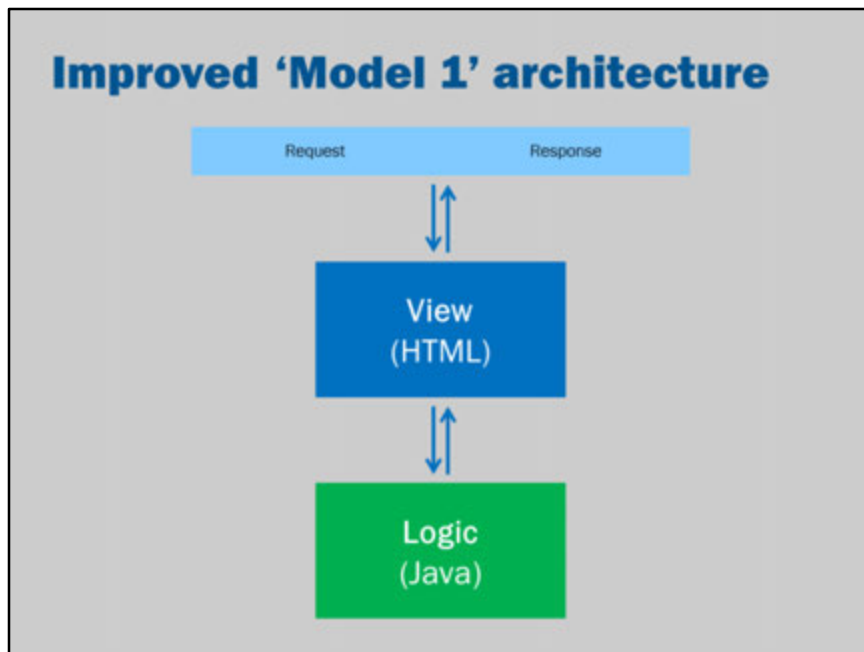 Improved ‘Model 1’ architecture
Request Response
View
(HTML)
Logic
(Java)